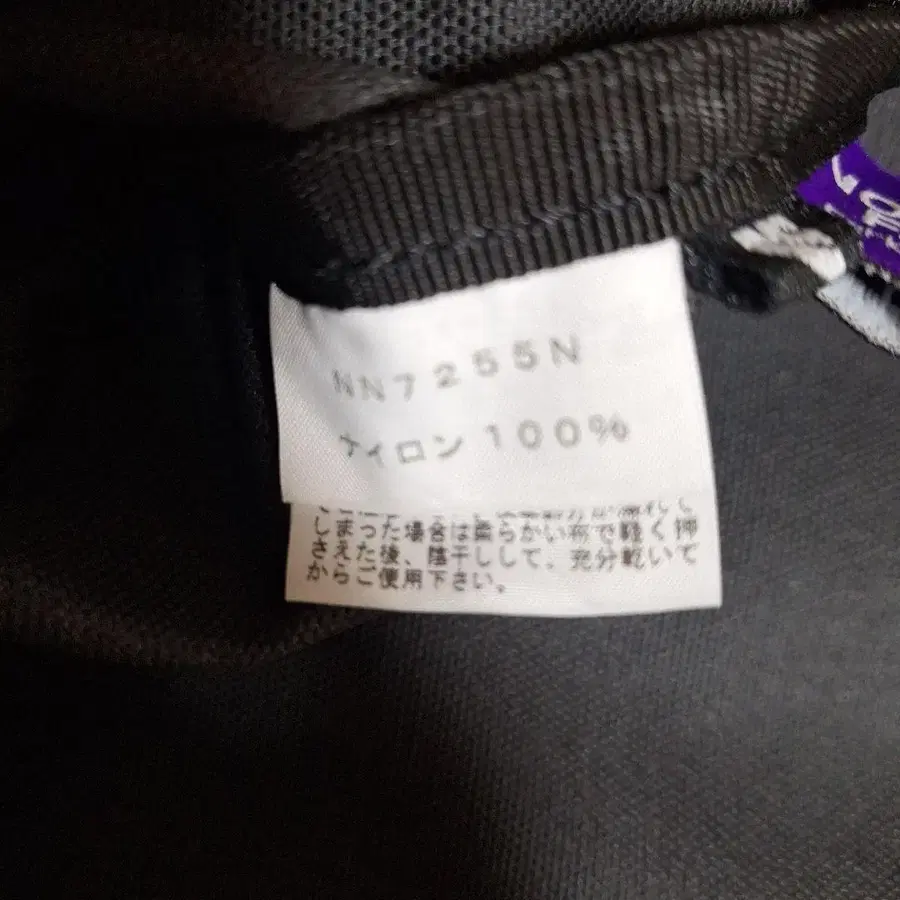 NN7255N
ナイロン 100%
しまった場合は柔らかい布で軽く押
さえた後、陰干しして、充分乾いて
からご使用下さい。